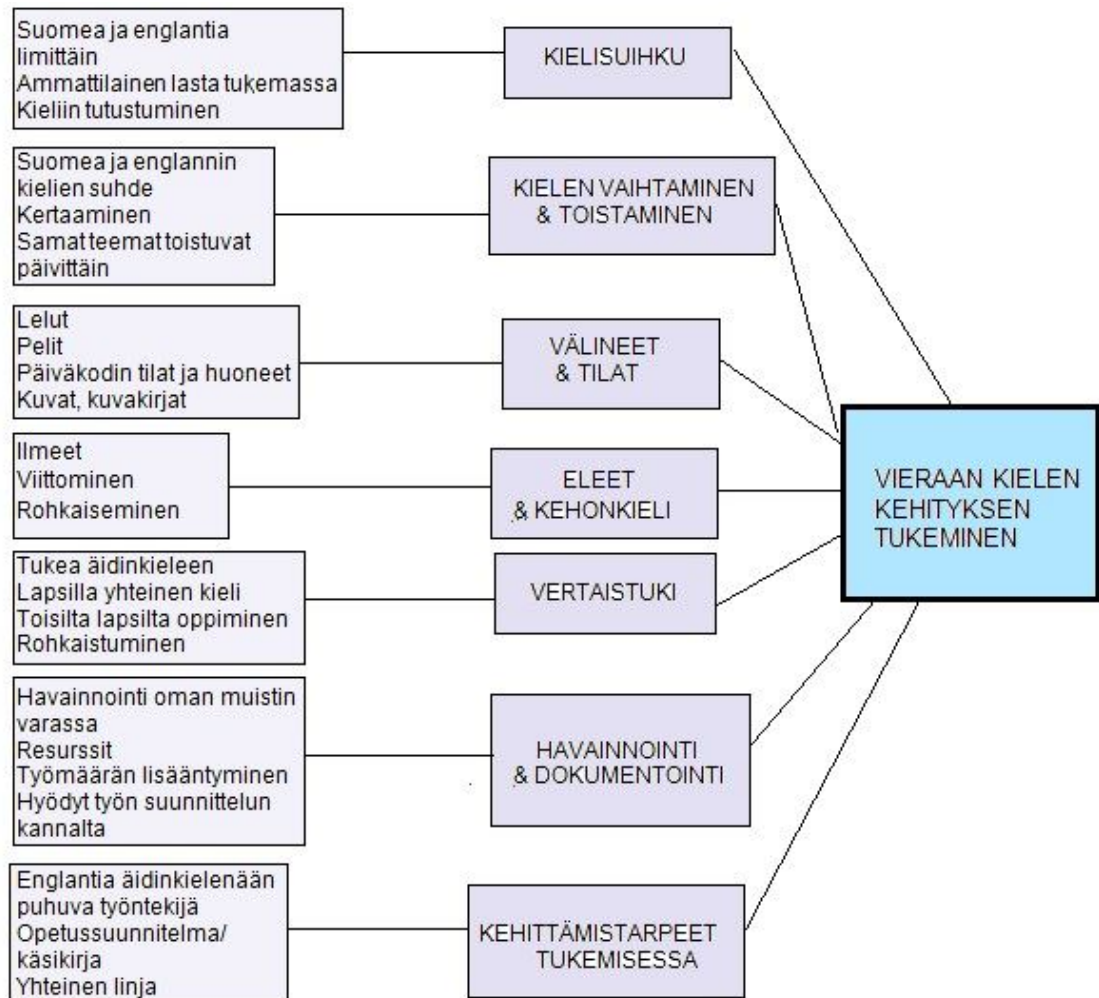 Suomea ja englantia
limittäin
Ammattilainen lasta tukemassa
Kieliin tutustuminen
KIELISUIHKU
Suomea ja englannin
kielien suhde
Kertaaminen
Samat teemat toistuvat
päivittäin
KIELEN VAIHTAMINEN
& TOISTAMINEN
Lelut
Pelit
Päiväkodin tilat ja huoneet
Kuvat, kuvakirjat
VÄLINEET
& TILAT
Ilmeet
Viittominen
Rohkaiseminen
ELEET
& KEHONKIELI
VIERAAN KIELEN
KEHITYKSEN
TUKEMINEN
Tukea äidinkieleen
Lapsilla yhteinen kieli
Toisilta lapsilta oppiminen
Rohkaistuminen
VERTAISTUKI
Havainnointi oman muistin
varassa
Resurssit
Työmäärän lisääntyminen
Hyödyt työn suunnittelun
kannalta
HAVAINNOINTI
& DOKUMENTOINTI
Englantia äidinkielenään
puhuva työntekijä
Opetussuunnitelma/
käsikirja
Yhteinen linja
KEHITTÄMISTARPEET
TUKEMISESSA